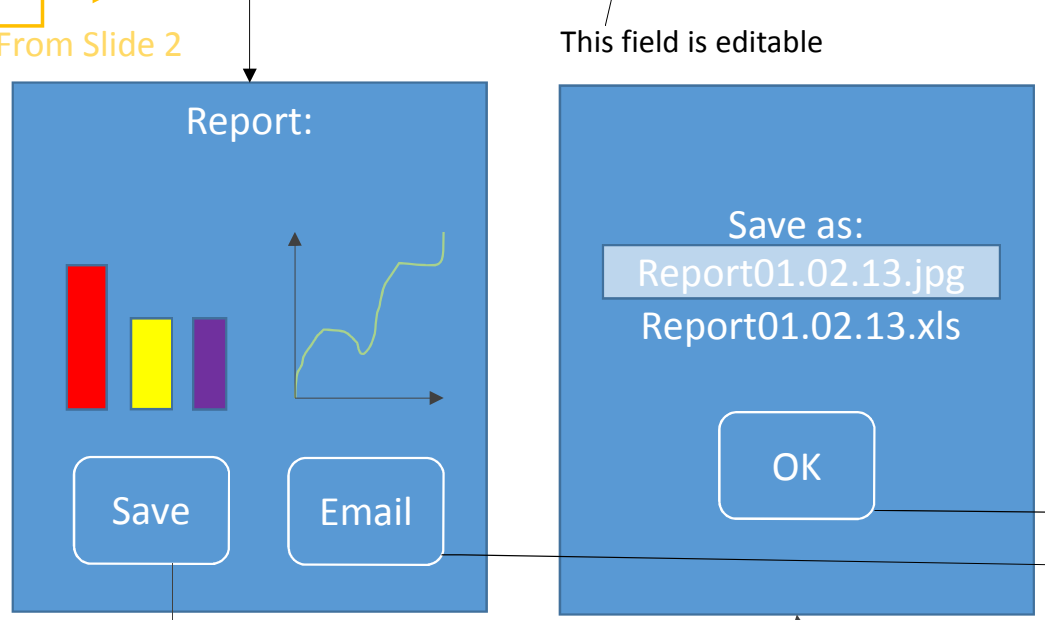 From Slide 2
This field is editable
Report:
Save
Email
Save as:
Report01.02.13.jpg
Report01.02.13.xls
OK